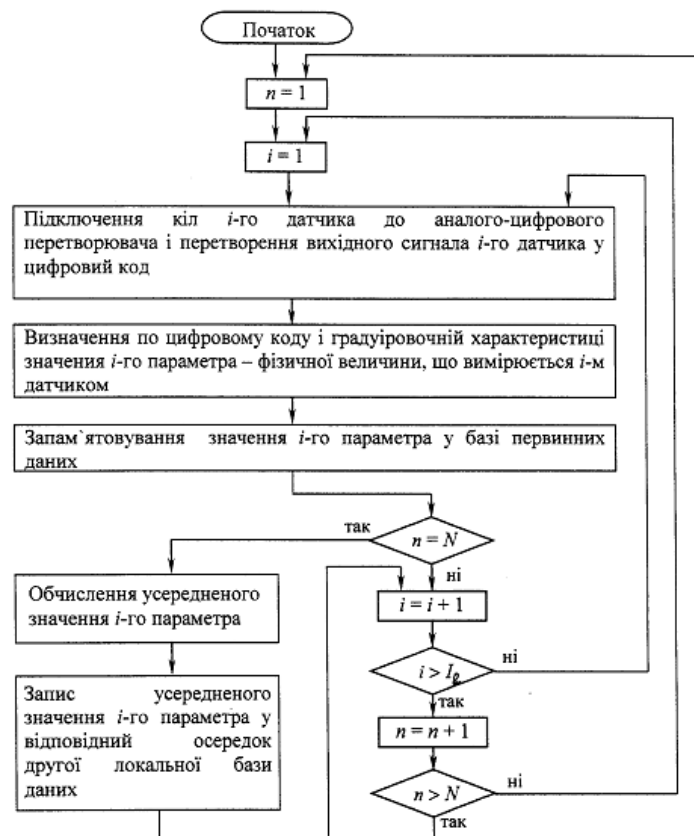 Початок
n = 1
i = 1
Підключення кіл i-го датчика до аналого-цифрового
перетворювача і перетворення вихідного сигнала i-го датчика у
цифровий код
Визначення по цифровому коду і градуіровочній характеристиці
значення i-го параметра – фізичної величини, що вимірюється i-м
датчиком
Запам`ятовування значення i-го параметра у базі первинних
даних
так
n = N
ні
Обчислення усередненого
значення i-го параметра
i = i + 1
i > Iℓ
ні
так
Запис усередненого
значення i-го параметра у
відповідний осередок
другої локальної бази
даних
n = n + 1
n > N
ні
так